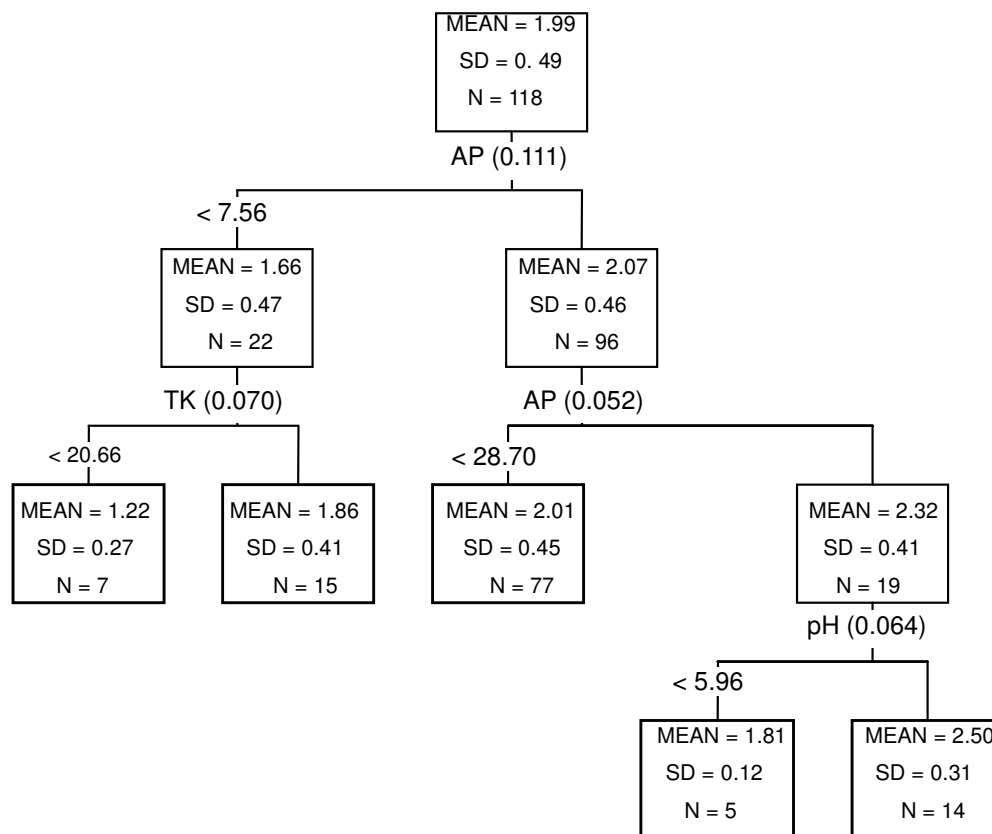 MEAN = 1.99
SD = 0. 49
N = 118
AP (0.111)
< 7.56
MEAN = 1.66
SD = 0.47
N = 22
MEAN = 2.07
SD = 0.46
N = 96
TK (0.070)
AP (0.052)
< 20.66
< 28.70
MEAN = 1.22
SD = 0.27
N = 7
MEAN = 1.86
SD = 0.41
N = 15
MEAN = 2.01
SD = 0.45
N = 77
MEAN = 2.32
SD = 0.41
N = 19
pH (0.064)
< 5.96
MEAN = 1.81
SD = 0.12
N = 5
MEAN = 2.50
SD = 0.31
N = 14